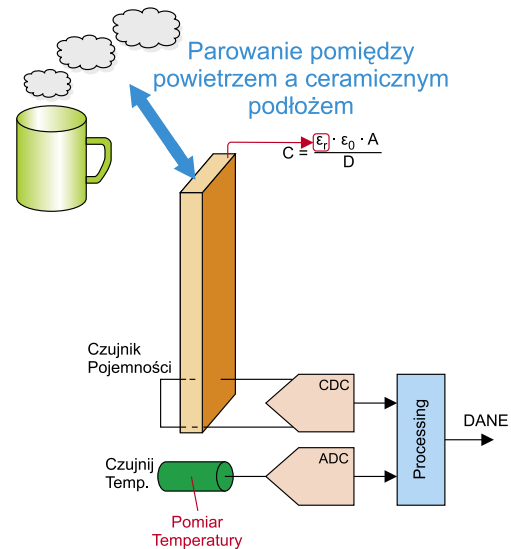 Parowanie pomiędzy
powietrzem a ceramicznym
podłożem
C = εr · ε0 · A
D
Czujnik
Pojemności
CDC
Processing
DANE
ADC
Czujnij
Temp.
Pomiar
Temperatury